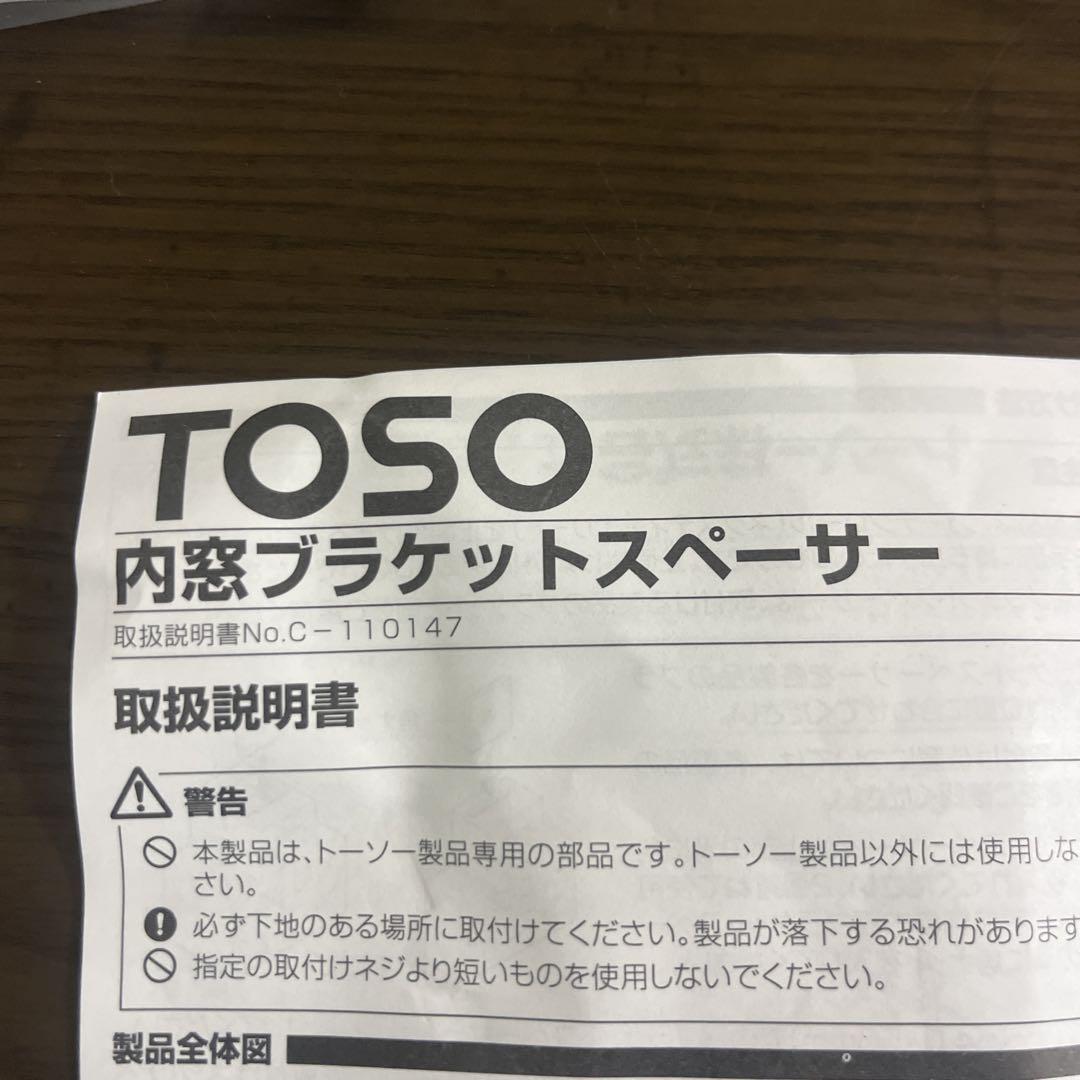 TOSO
内窓ブラケットスペーサー
取扱説明書No.C－110147
取扱説明書
警告
本製品は、トーソー製品専用の部品です。トーソー製品以外には使用しな
さい。
必ず下地のある場所に取付けてください。製品が落下する恐れがあります
指定の取付けネジより短いものを使用しないでください。
製品全体図